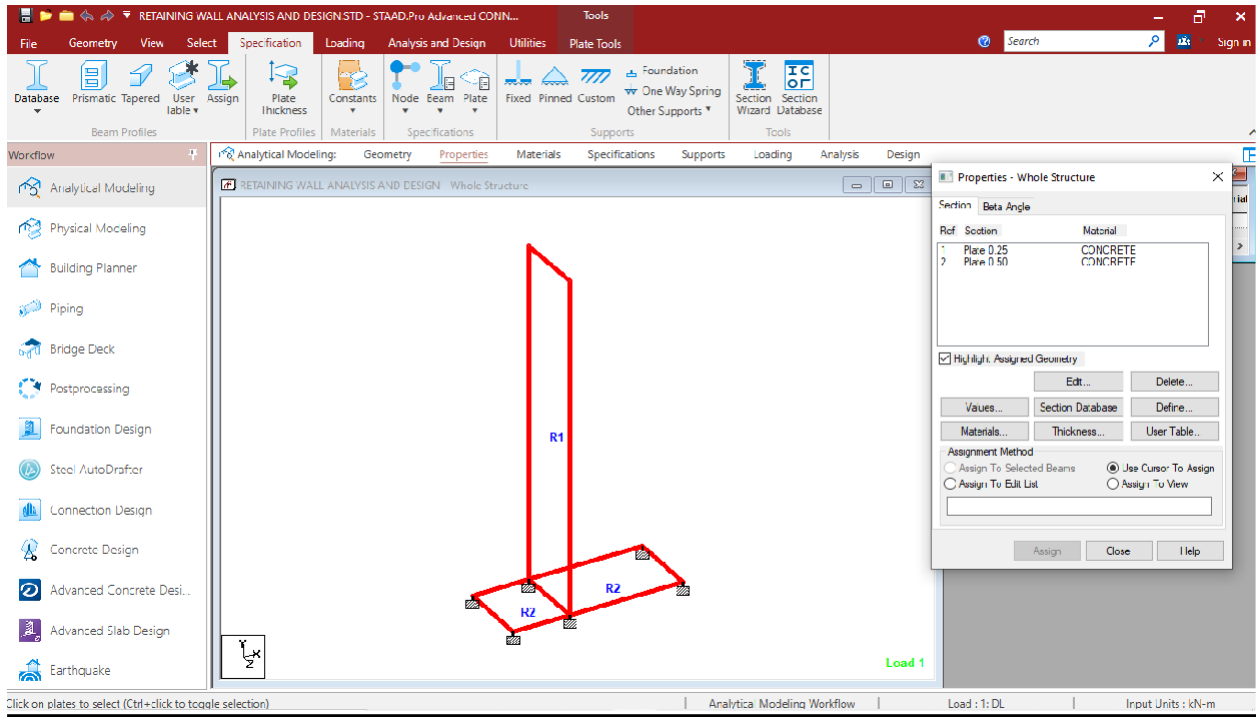 RETAINING WALL ANALYSIS AND DESIGN.STD - STAAD.Pro Advanced CONN... Tools
File Geometry View Select Specification Loading Analysis and Design Utilities Plate Tools Search Sign in
Database Prismatic Tapered User Table Assign Plate Thickness Constants Node Beam Plate Fixed Pinned Custom Foundation One Way Spring Other Supports Section Wizard Section Database
Beam Profiles Plate Profiles Materials Specifications Supports Tools
Workflow Analytical Modeling: Geometry Properties Materials Specifications Supports Loading Analysis Design
Analytical Modeling
Physical Modeling
Building Planner
Piping
Bridge Deck
Postprocessing
Foundation Design
Steel AutoDrafter
Connection Design
Concrete Design
Advanced Concrete Desi...
Advanced Slab Design
Earthquake
RETAINING WALL ANALYSIS AND DESIGN - Whole Structure
R1
R2
R2
Y
X
Z
Load 1
Properties - Whole Structure
Section Beta Angle
Ref Section Material
1 Plate 0.25 CONCRETE
2 Plate 0.50 CONCRETE
Highlight Assigned Geometry
Edit... Delete...
Values... Section Database Define...
Materials... Thickness... User Table...
Assignment Method
Assign To Selected Beams Use Cursor To Assign
Assign To Edit List Assign To View
Assign Close Help
Click on plates to select (Ctrl+click to toggle selection) Analytical Modeling Workflow Load : 1: DL Input Units : kN-m